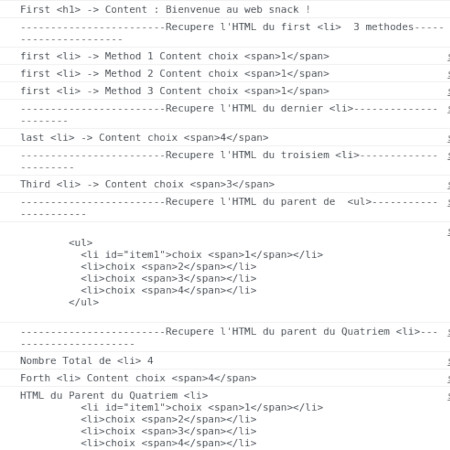 First <h1> -> Content : Bienvenue au web snack !
------------------------Recupere l'HTML du first <li>  3 methodes-----
-------------------
first <li> -> Method 1 Content choix <span>1</span>
first <li> -> Method 2 Content choix <span>1</span>
first <li> -> Method 3 Content choix <span>1</span>
------------------------Recupere l'HTML du dernier <li>--------------
--------
last <li> -> Content choix <span>4</span>
------------------------Recupere l'HTML du troisiem <li>-------------
---------
Third <li> -> Content choix <span>3</span>
------------------------Recupere l'HTML du parent de  <ul>-----------
-----------
<ul>
<li id="item1">choix <span>1</span></li>
<li>choix <span>2</span></li>
<li>choix <span>3</span></li>
<li>choix <span>4</span></li>
</ul>
------------------------Recupere l'HTML du parent du Quatriem <li>---
-------------------
Nombre Total de <li> 4
Forth <li> Content choix <span>4</span>
HTML du Parent du Quatriem <li>
<li id="item1">choix <span>1</span></li>
<li>choix <span>2</span></li>
<li>choix <span>3</span></li>
<li>choix <span>4</span></li>